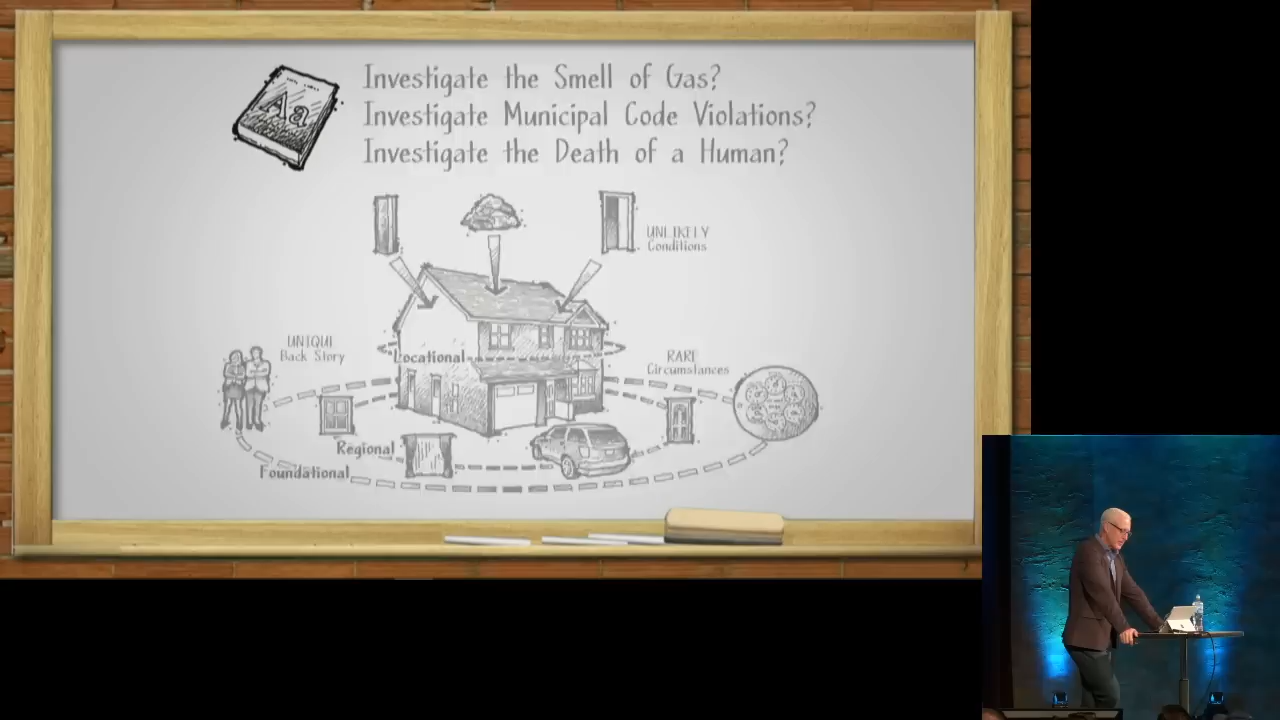 Aa
Investigate the Smell of Gas?
Investigate Municipal Code Violations?
Investigate the Death of a Human?
UNLIKELY
Conditions
UNIQUE
Back Story
Locational
RARE
Circumstances
Regional
Foundational